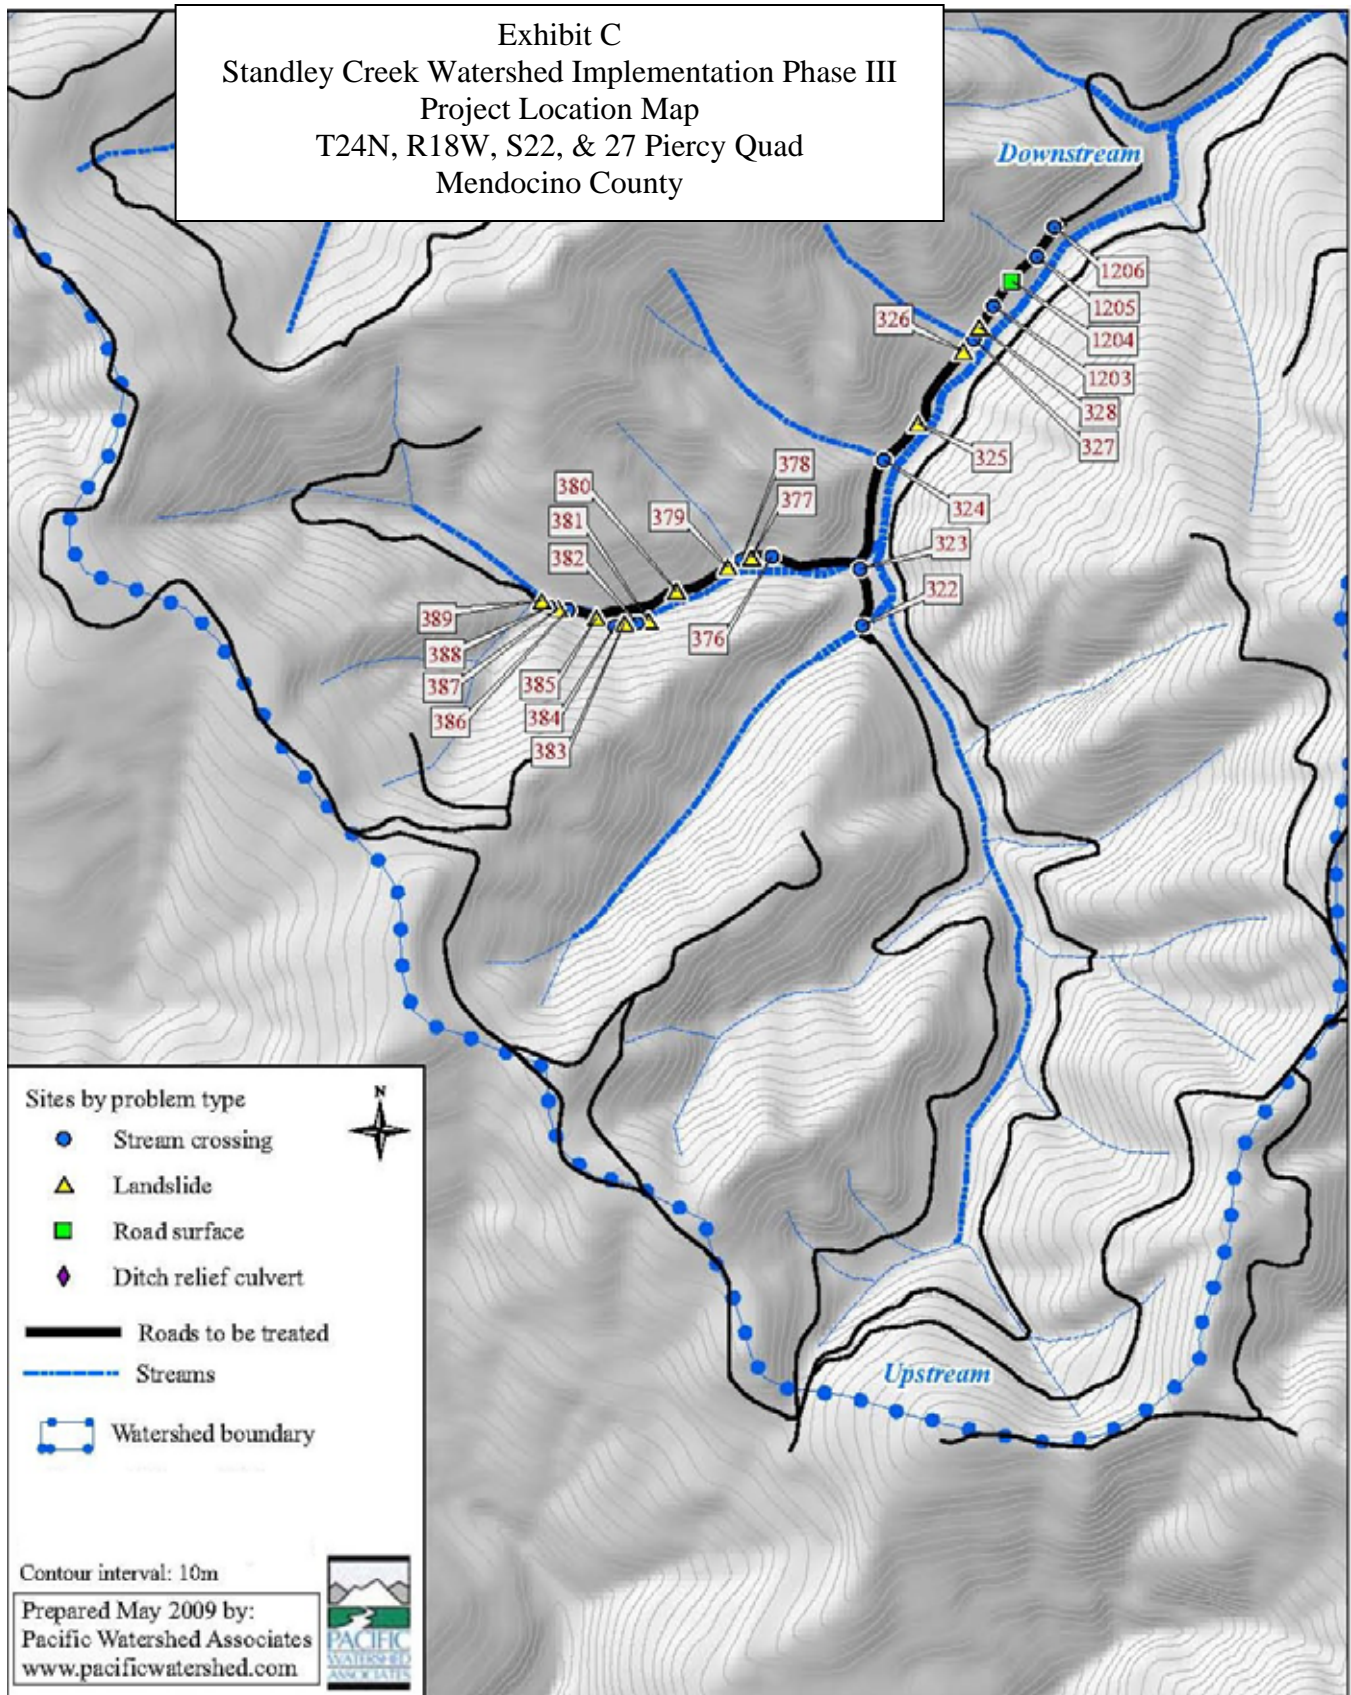 Exhibit C
Standley Creek Watershed Implementation Phase III
Project Location Map
T24N, R18W, S22, & 27 Piercy Quad
Mendocino County
Downstream
1206
1205
1204
1203
328
327
326
325
324
323
322
378
377
380
381
379
382
376
389
388
387
386
385
384
383
Upstream
Sites by problem type
N
Stream crossing
Landslide
Road surface
Ditch relief culvert
Roads to be treated
Streams
Watershed boundary
Contour interval: 10m
Prepared May 2009 by:
Pacific Watershed Associates
www.pacificwatershed.com
PACIFIC
WATERSHED
ASSOCIATES